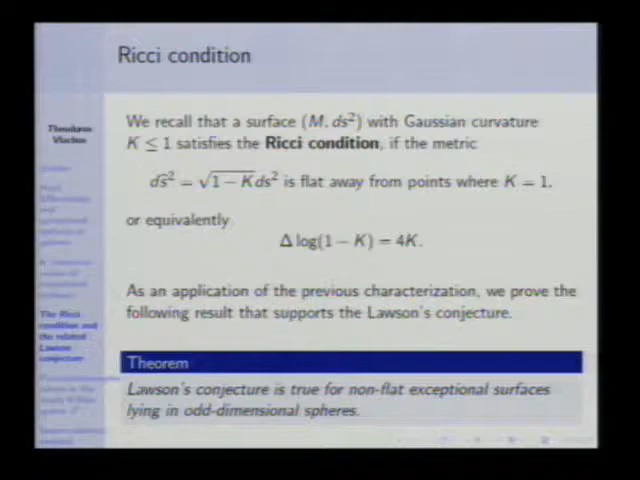 Ricci condition
Theodoros
Vlachos
We recall that a surface (M, ds²) with Gaussian curvature
K ≤ 1 satisfies the Ricci condition, if the metric
d͡s² = √1 − K ds² is flat away from points where K = 1.
or equivalently
Δ log(1 − K) = 4K.
As an application of the previous characterization, we prove the
following result that supports the Lawson's conjecture.
The Ricci
condition and
the related
Lawson
conjecture
Theorem
Lawson's conjecture is true for non-flat exceptional surfaces
lying in odd-dimensional spheres.